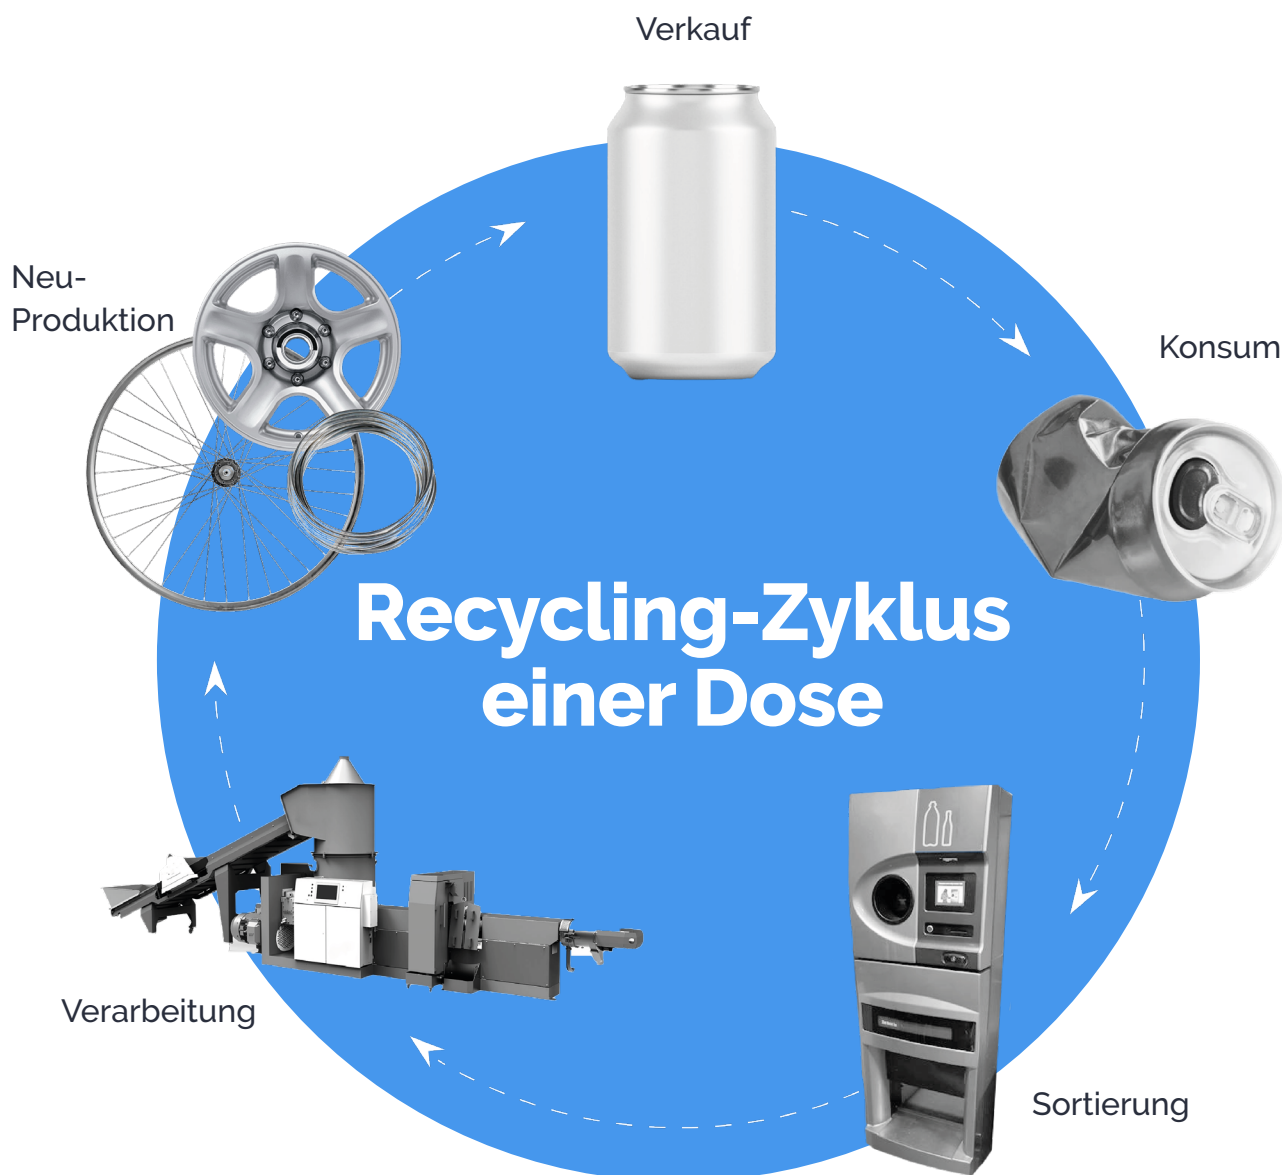 Verkauf
Neu-
Produktion
Konsum
Recycling-Zyklus
einer Dose
Verarbeitung
Sortierung